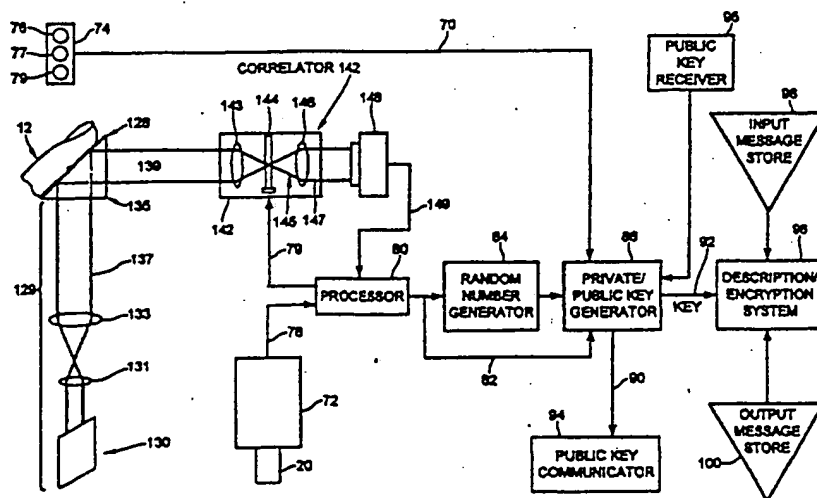 76
77
79
74
70
95
PUBLIC
KEY
RECEIVER
CORRELATOR 142
142
12
128
143
144
146
148
139
135
142
145
147
149
96
INPUT
MESSAGE
STORE
129
137
79
80
PROCESSOR
84
RANDOM
NUMBER
GENERATOR
86
PRIVATE/
PUBLIC KEY
GENERATOR
92
KEY
98
DESCRIPTION/
ENCRYPTION
SYSTEM
133
78
82
131
72
90
130
20
94
PUBLIC KEY
COMMUNICATOR
OUTPUT
MESSAGE
STORE
100